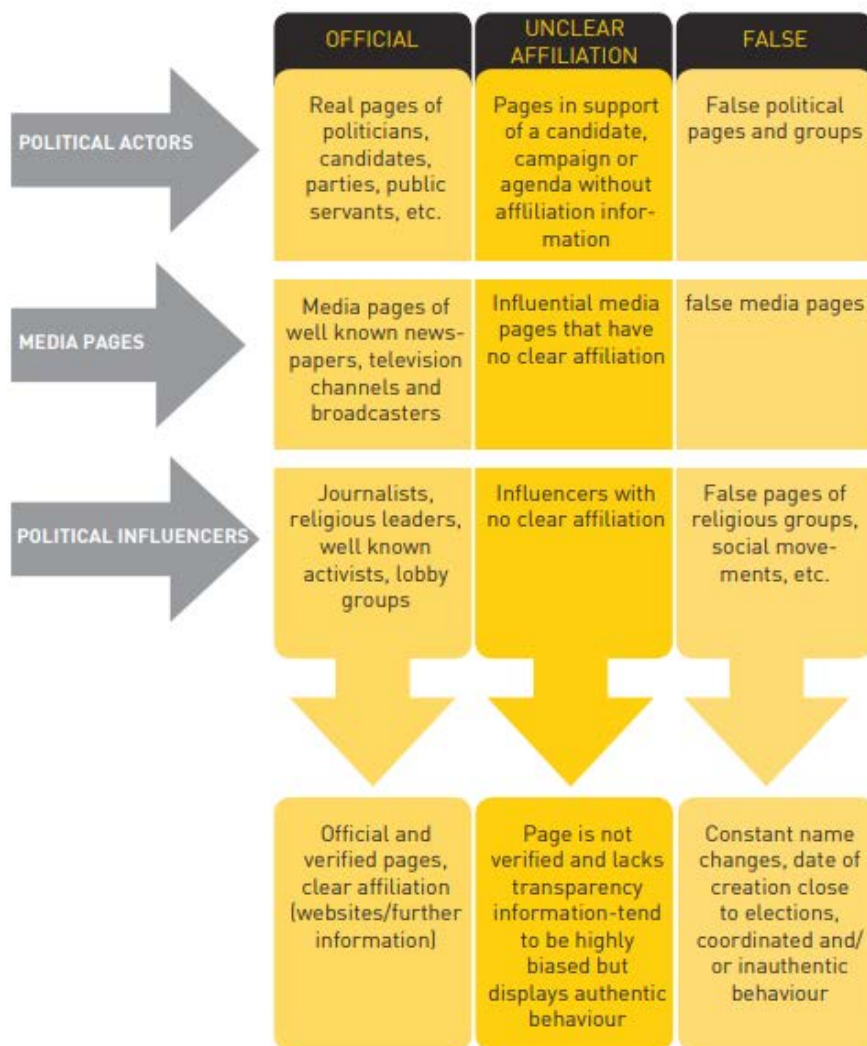 OFFICIAL
UNCLEAR
AFFILIATION
FALSE
POLITICAL ACTORS
Real pages of
politicians,
candidates,
parties, public
servants, etc.
Pages in support
of a candidate,
campaign or
agenda without
affliliation infor-
mation
False political
pages and groups
MEDIA PAGES
Media pages of
well known news-
papers, television
channels and
broadcasters
Influential media
pages that have
no clear affiliation
false media pages
POLITICAL INFLUENCERS
Journalists,
religious leaders,
well known
activists, lobby
groups
Influencers with
no clear affiliation
False pages of
religious groups,
social move-
ments, etc.
Official and
verified pages,
clear affiliation
(websites/further
information)
Page is not
verified and lacks
transparency
information-tend
to be highly
biased but
displays authentic
behaviour
Constant name
changes, date of
creation close
to elections,
coordinated and/
or inauthentic
behaviour